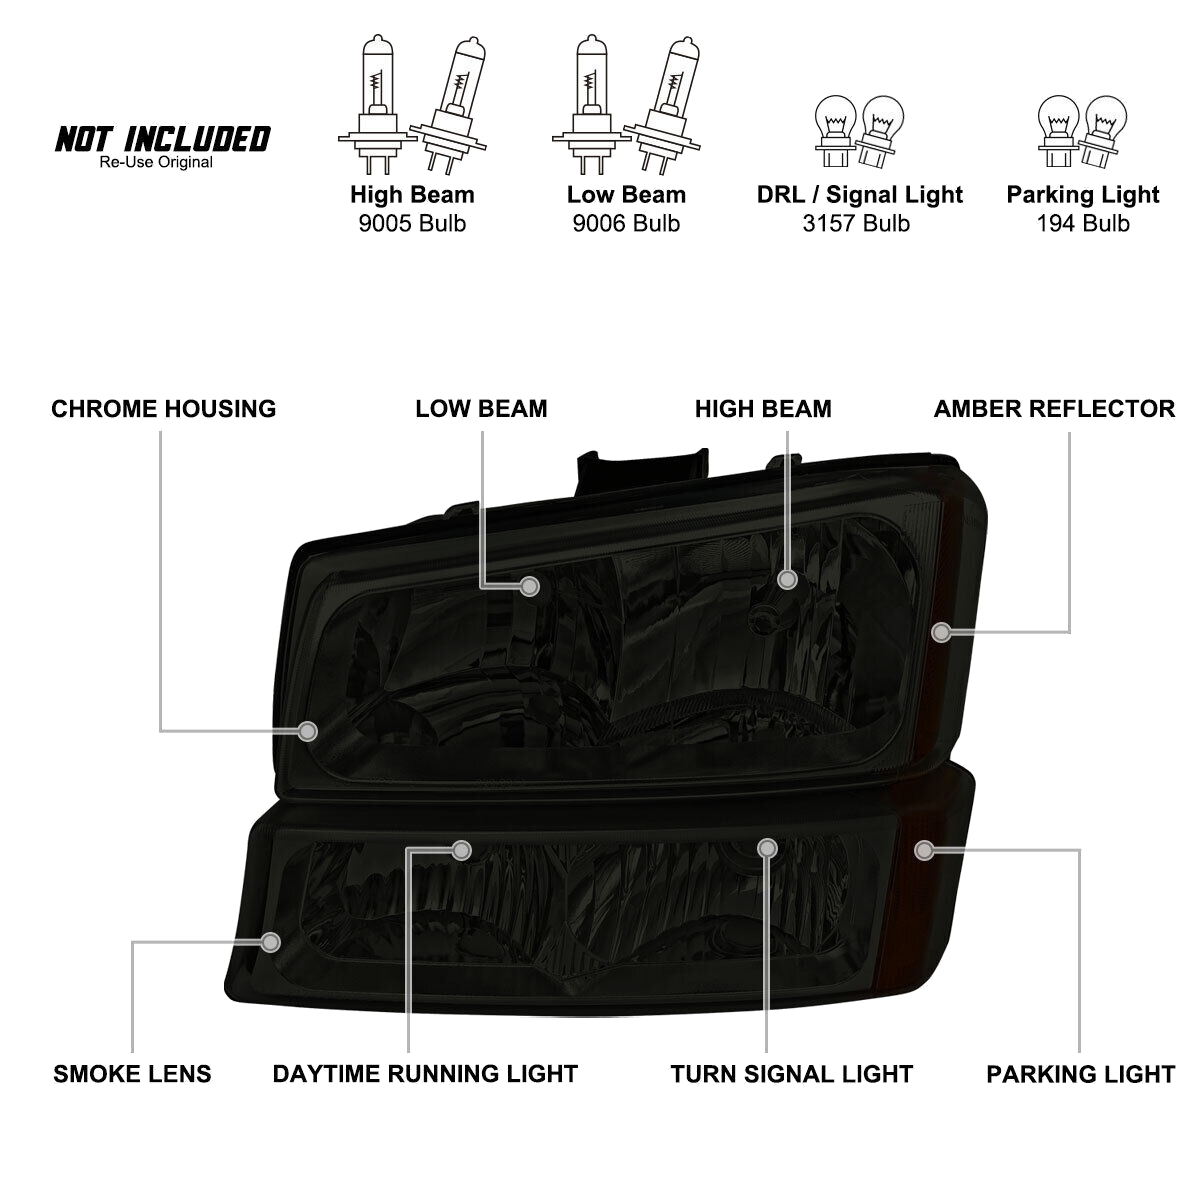 NOT INCLUDED
Re-Use Original
High Beam
9005 Bulb
Low Beam
9006 Bulb
DRL / Signal Light
3157 Bulb
Parking Light
194 Bulb
CHROME HOUSING
LOW BEAM
HIGH BEAM
AMBER REFLECTOR
SMOKE LENS
DAYTIME RUNNING LIGHT
TURN SIGNAL LIGHT
PARKING LIGHT